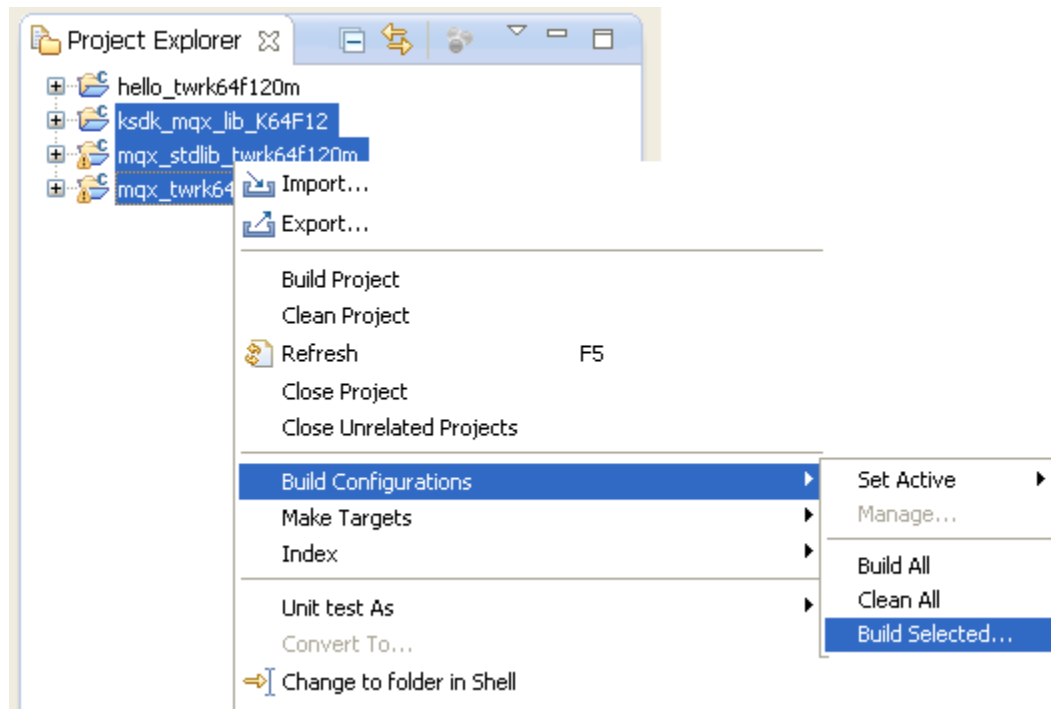 Project Explorer
hello_twrk64f120m
ksdk_mqx_lib_K64F12
mqx_stdlib_twrk64f120m
mqx_twrk64
Import...
Export...
Build Project
Clean Project
Refresh F5
Close Project
Close Unrelated Projects
Build Configurations
Make Targets
Index
Unit test As
Convert To...
Change to folder in Shell
Set Active
Manage...
Build All
Clean All
Build Selected...